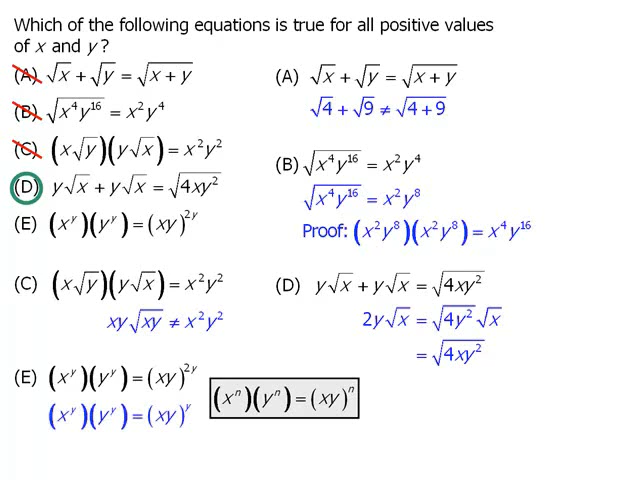 Which of the following equations is true for all positive values
of x and y?
(A) √x + √y = √(x + y)
(B) √(x⁴y¹⁶) = x²y⁴
(C) (x√y)(y√x) = x²y²
(D) y√x + y√x = √(4xy²)
(E) (xʸ)(yʸ) = (xy)²ʸ
(A) √x + √y = √(x + y)
√4 + √9 ≠ √(4 + 9)
(B) √(x⁴y¹⁶) = x²y⁴
√(x⁴y¹⁶) = x²y⁸
Proof: (x²y⁸)(x²y⁸) = x⁴y¹⁶
(C) (x√y)(y√x) = x²y²
xy√(xy) ≠ x²y²
(D) y√x + y√x = √(4xy²)
2y√x = √(4y²)√x
= √(4xy²)
(E) (xʸ)(yʸ) = (xy)²ʸ
(xʸ)(yʸ) = (xy)ʸ
(xⁿ)(yⁿ) = (xy)ⁿ